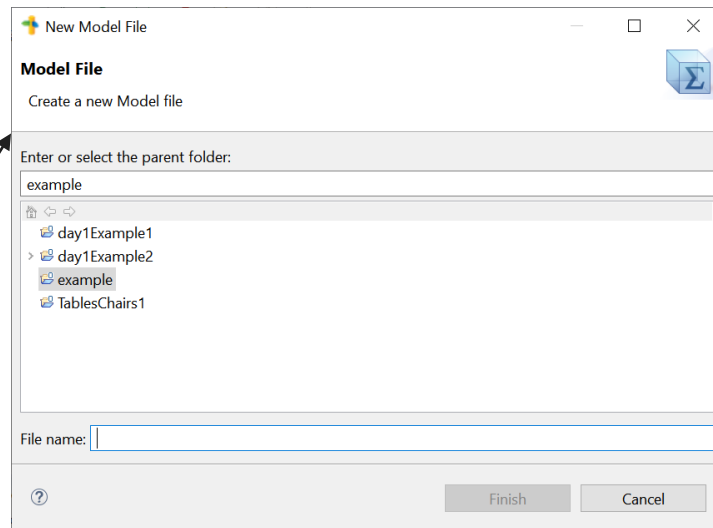 New Model File
Model File
Create a new Model file
Enter or select the parent folder:
example
day1Example1
day1Example2
example
TablesChairs1
File name:
Finish
Cancel